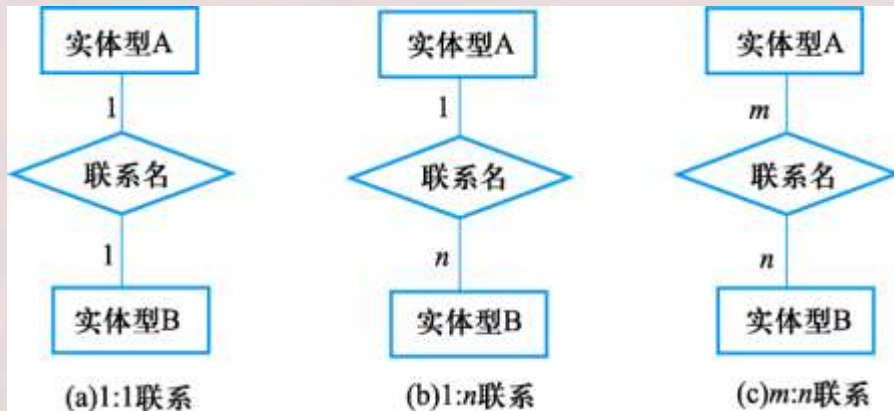 实体型A 实体型A 实体型A
1 1 m
联系名 联系名 联系名
1 n n
实体型B 实体型B 实体型B
(a)1:1联系 (b)1:n联系 (c)m:n联系